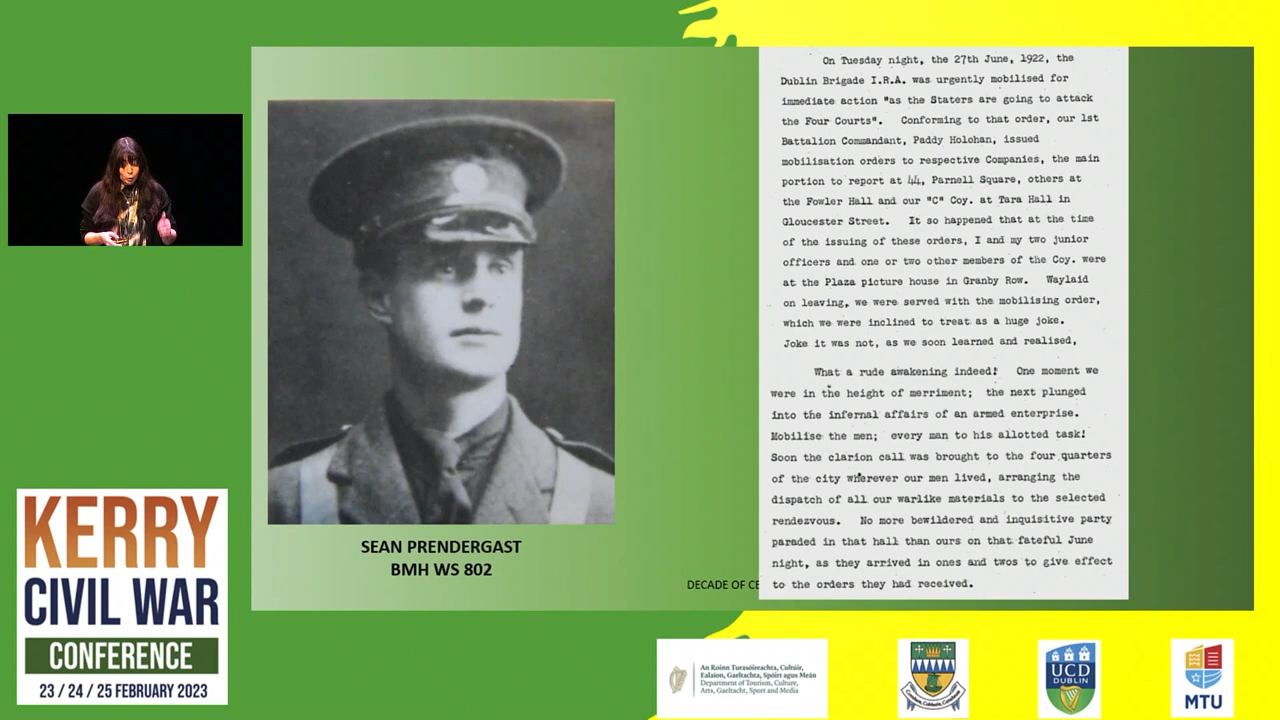 On Tuesday night, the 27th June, 1922, the
Dublin Brigade I.R.A. was urgently mobilised for
immediate action "as the Staters are going to attack
the Four Courts". Conforming to that order, our 1st
Battalion Commandant, Paddy Holohan, issued
mobilisation orders to respective Companies, the main
portion to report at 44, Parnell Square, others at
the Fowler Hall and our "C" Coy. at Tara Hall in
Gloucester Street. It so happened that at the time
of the issuing of these orders, I and my two junior
officers and one or two other members of the Coy. were
at the Plaza picture house in Granby Row. Waylaid
on leaving, we were served with the mobilising order,
which we were inclined to treat as a huge joke.
Joke it was not, as we soon learned and realised,
What a rude awakening indeed! One moment we
were in the height of merriment; the next plunged
into the infernal affairs of an armed enterprise.
Mobilise the men; every man to his allotted task!
Soon the clarion call was brought to the four quarters
of the city wherever our men lived, arranging the
dispatch of all our warlike materials to the selected
rendezvous. No more bewildered and inquisitive party
paraded in that hall than ours on that fateful June
night, as they arrived in ones and twos to give effect
to the orders they had received.
SEAN PRENDERGAST
BMH WS 802
DECADE OF CE
KERRY
CIVIL WAR
CONFERENCE
23 / 24 / 25 FEBRUARY 2023
An Roinn Turasóireachta, Cultúir,
Ealaíon, Gaeltachta, Spóirt agus Meán
Department of Tourism, Culture,
Arts, Gaeltacht, Sport and Media
UCD
DUBLIN
MTU